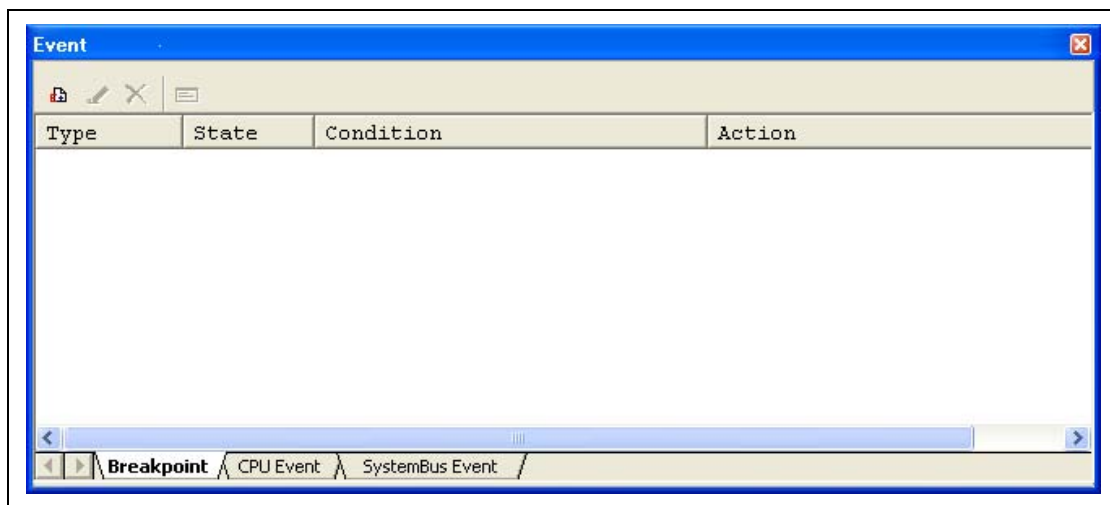 Event
Type State Condition Action
Breakpoint CPU Event SystemBus Event